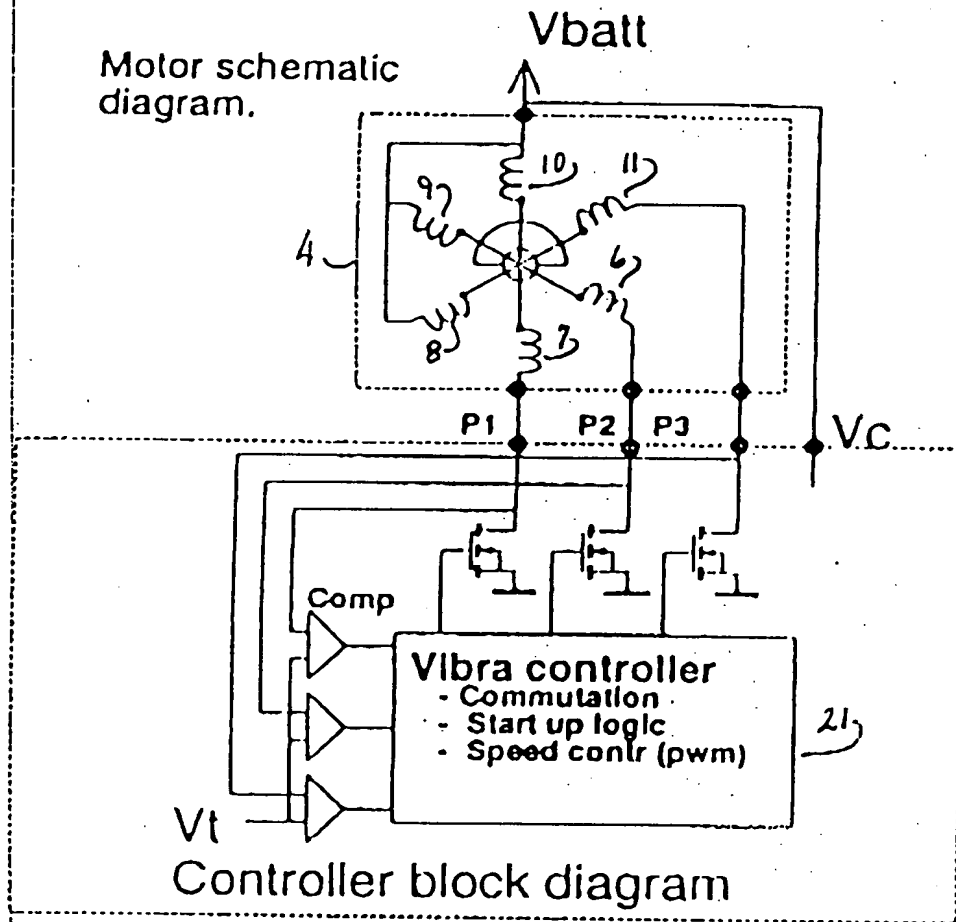 Vbatt
Motor schematic
diagram.
10
11
9
4
6
8
7
P1
P2
P3
Vc
Comp
Vibra controller
- Commutation
- Start up logic
- Speed contr (pwm)
21
Vt
Controller block diagram